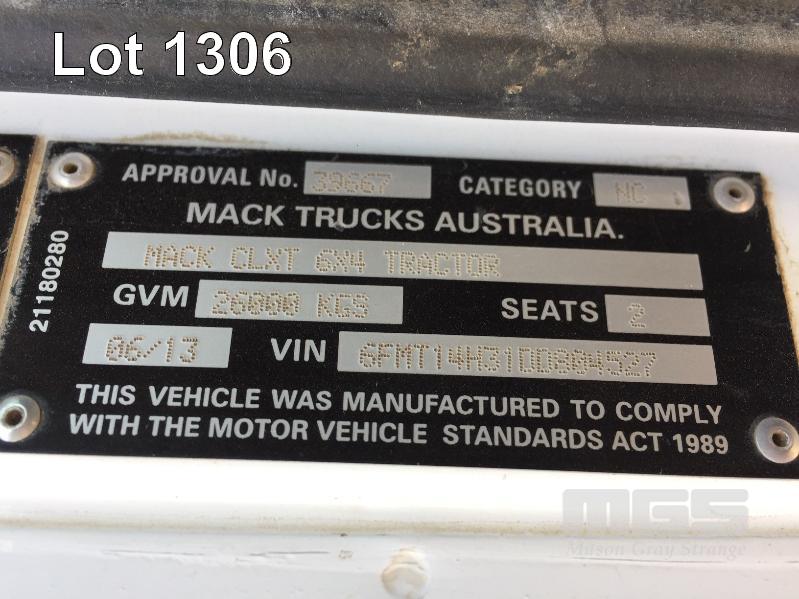 Lot 1306
APPROVAL No. 39667 CATEGORY NC
MACK TRUCKS AUSTRALIA.
MACK CLXT 6X4 TRACTOR
GVM 26000 KGS SEATS 2
06/13 VIN 6FMT14H31DD804527
THIS VEHICLE WAS MANUFACTURED TO COMPLY
WITH THE MOTOR VEHICLE STANDARDS ACT 1989
21180280
MGS
Mason Gray Strange